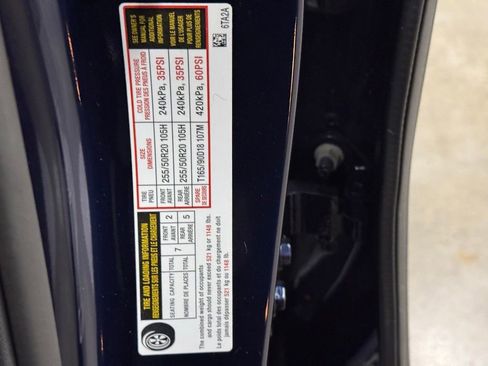 TIRE AND LOADING INFORMATION
RENSEIGNEMENTS SUR LES PNEUS ET LE CHARGEMENT
SEATING CAPACITY TOTAL 7 FRONT 2 REAR 5
NOMBRE DE PLACES TOTAL AVANT ARRIÈRE
The combined weight of occupants
and cargo should never exceed 521 kg or 1148 lbs.
Le poids total des occupants et du chargement ne doit
jamais dépasser 521 kg ou 1148 lb.
TIRE
PNEU
SIZE
DIMENSIONS
COLD TIRE PRESSURE
PRESSION DES PNEUS À FROID
FRONT
AVANT
255/50R20 105H
240kPa, 35PSI
REAR
ARRIÈRE
255/50R20 105H
240kPa, 35PSI
SPARE
DE SECOURS
T165/90D18 107M
420kPa, 60PSI
SEE OWNER'S
MANUAL FOR
ADDITIONAL
INFORMATION
VOIR LE MANUEL
DE L'USAGER
POUR PLUS DE
RENSEIGNEMENTS
6TA2A